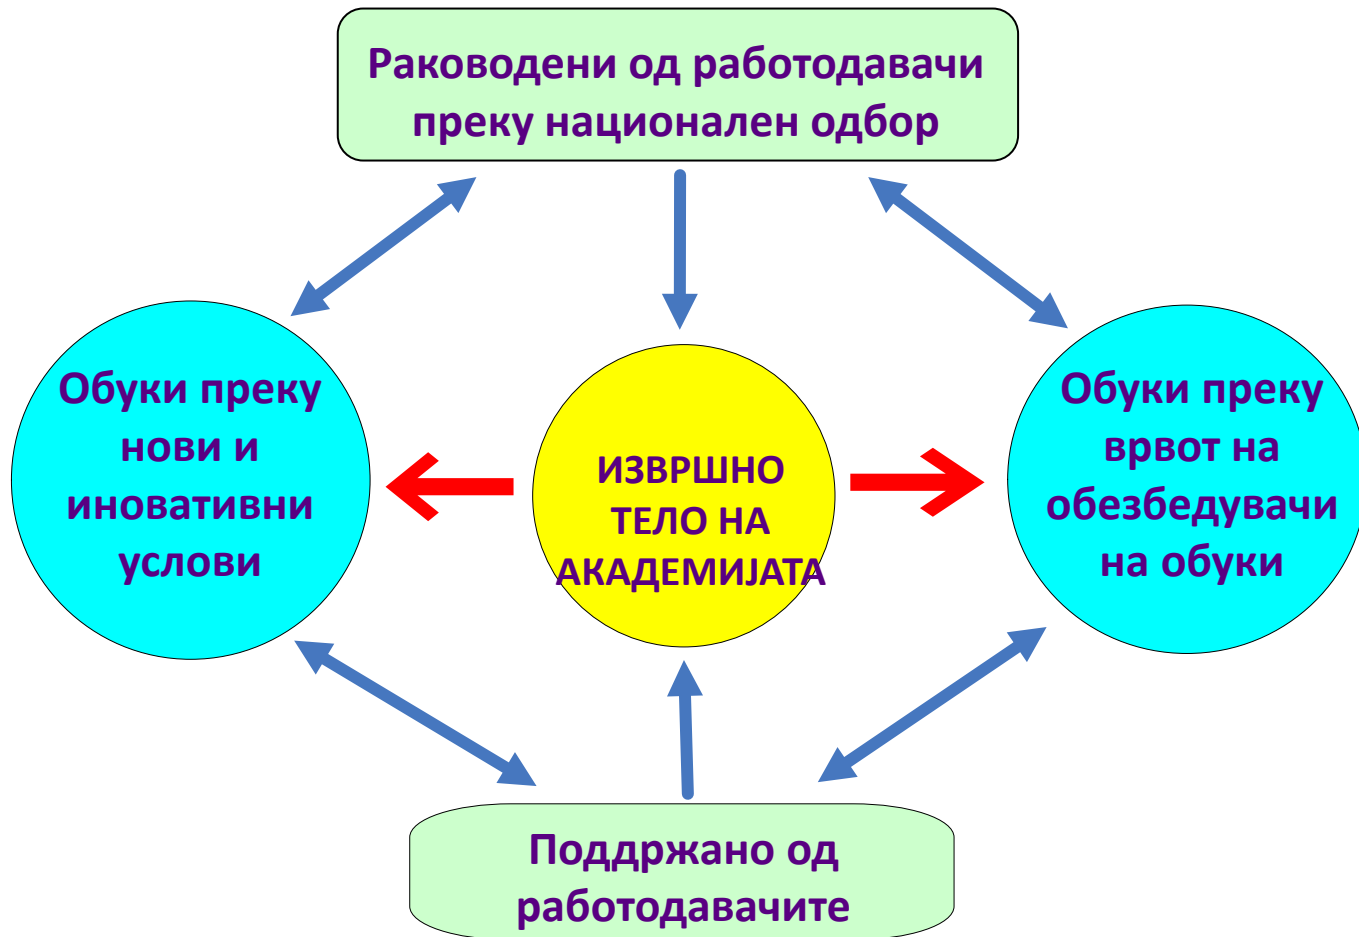 Раководени од работодавачи
преку национален одбор
Обуки преку
нови и
иновативни
услови
ИЗВРШНО
ТЕЛО НА
АКАДЕМИЈАТА
Обуки преку
врвот на
обезбедувачи
на обуки
Поддржано од
работодавачите